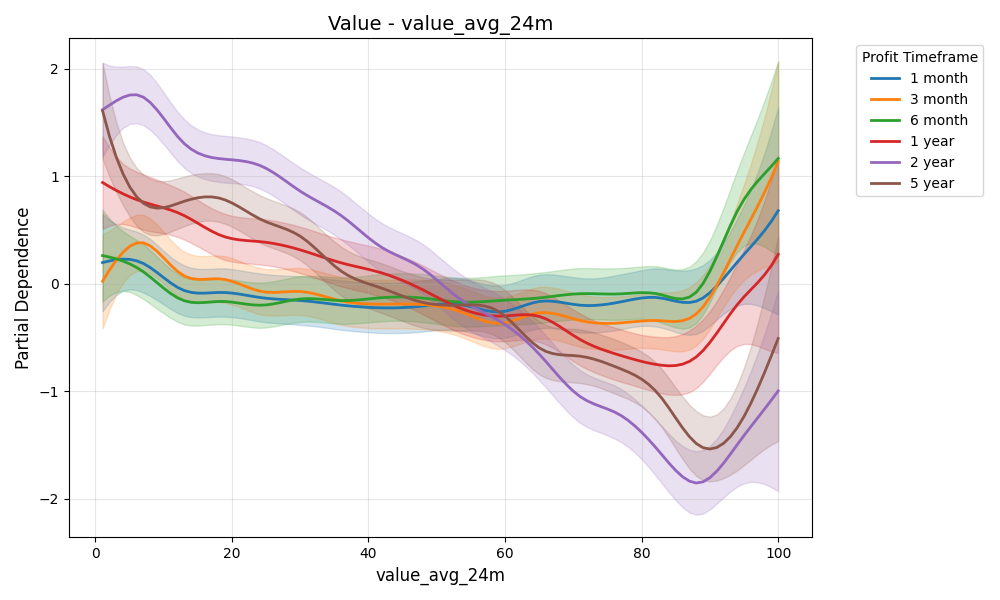 Value - value_avg_24m
Profit Timeframe
1 month
3 month
6 month
1 year
2 year
5 year
Partial Dependence
2
1
0
−1
−2
0
20
40
60
80
100
value_avg_24m